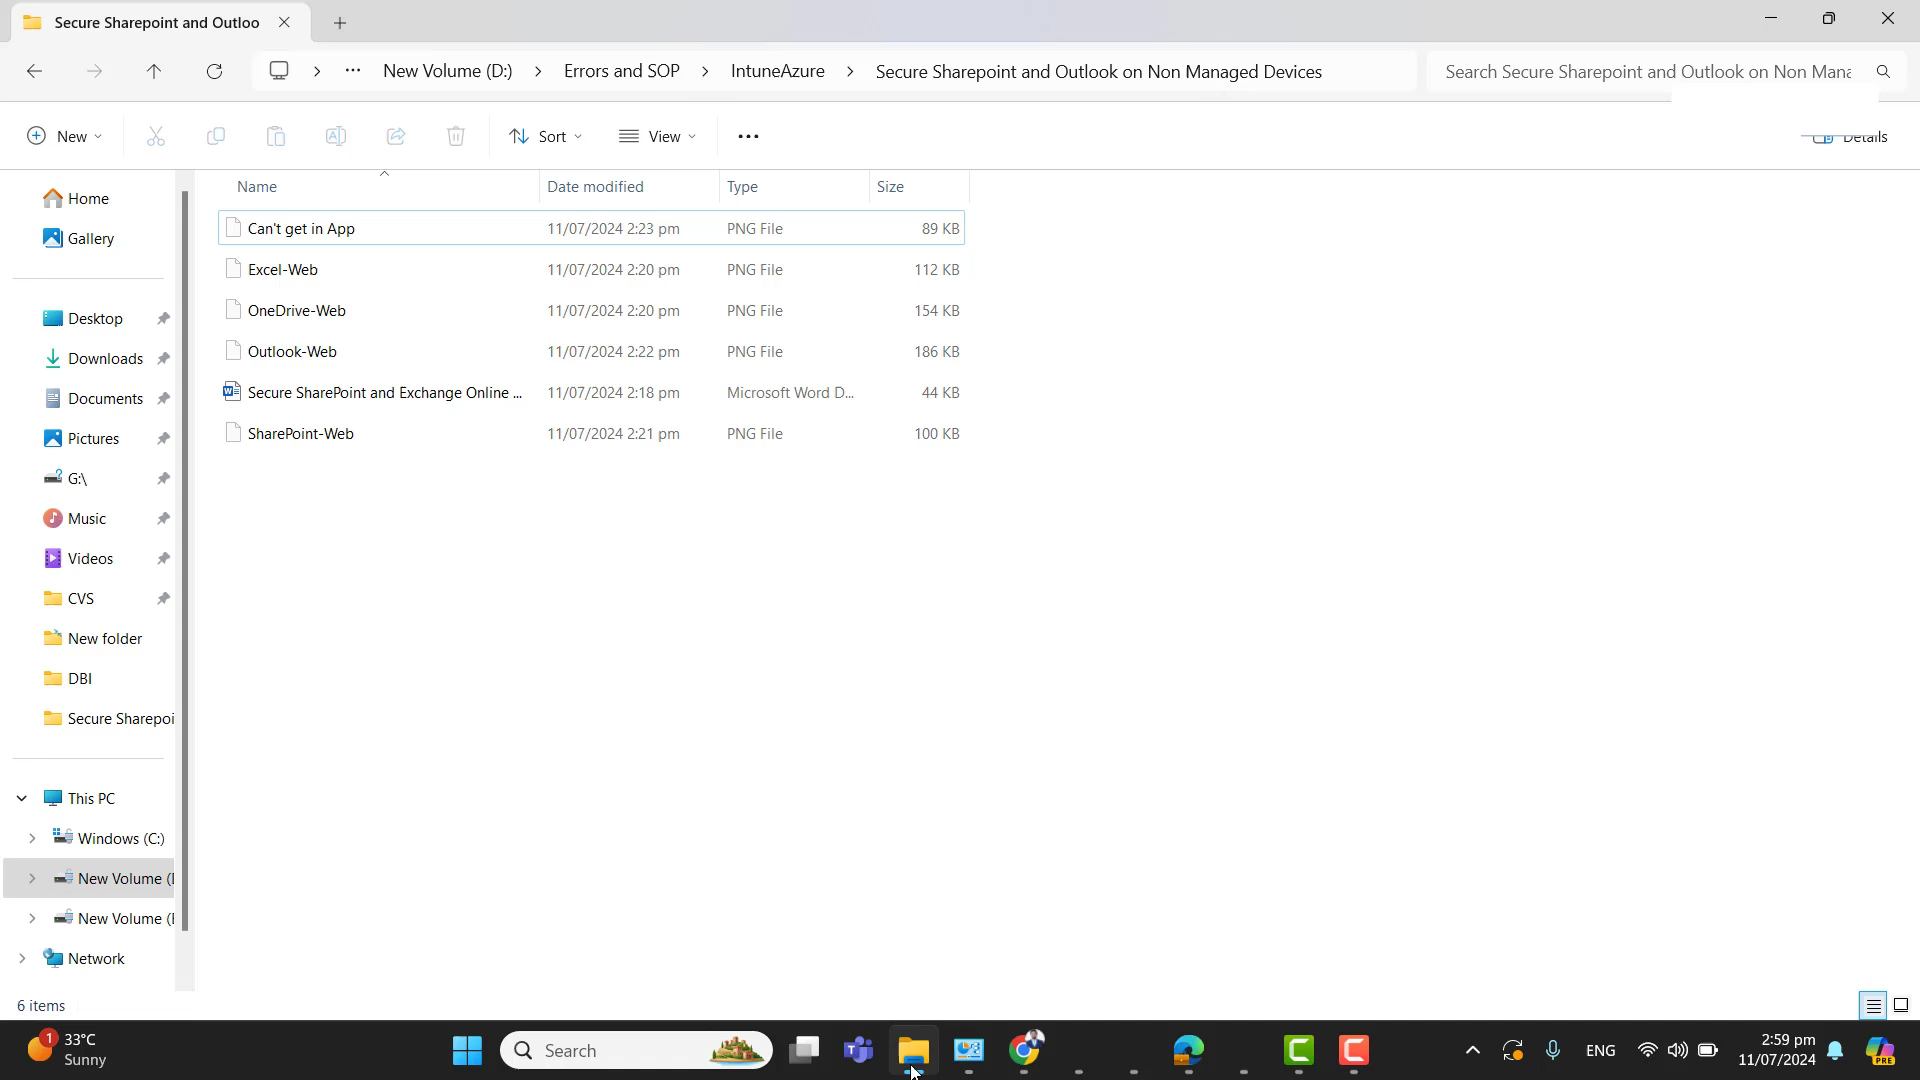 Secure Sharepoint and Outloo
New Volume (D:) > Errors and SOP > IntuneAzure > Secure Sharepoint and Outlook on Non Managed Devices
Search Secure Sharepoint and Outlook on Non Mana
New Sort View Details
Name Date modified Type Size
Can't get in App 11/07/2024 2:23 pm PNG File 89 KB
Excel-Web 11/07/2024 2:20 pm PNG File 112 KB
OneDrive-Web 11/07/2024 2:20 pm PNG File 154 KB
Outlook-Web 11/07/2024 2:22 pm PNG File 186 KB
Secure SharePoint and Exchange Online ... 11/07/2024 2:18 pm Microsoft Word D... 44 KB
SharePoint-Web 11/07/2024 2:21 pm PNG File 100 KB
Home
Gallery
Desktop
Downloads
Documents
Pictures
G:\
Music
Videos
CVS
New folder
DBI
Secure Sharepoi
This PC
Windows (C:)
New Volume (
New Volume (
Network
6 items
1
33°C
Sunny
Search
PRE
ENG
2:59 pm
11/07/2024